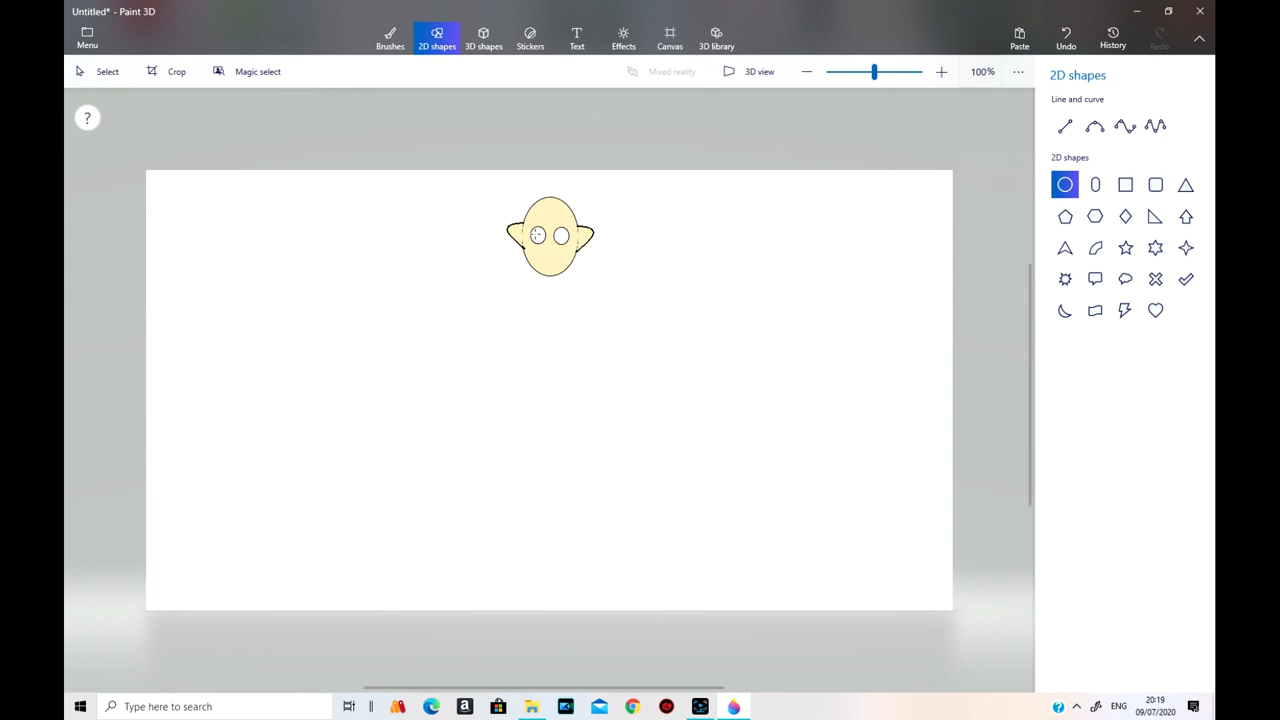 Untitled* - Paint 3D
Menu
Brushes
2D shapes
3D shapes
Stickers
Text
Effects
Canvas
3D library
Paste
Undo
History
Redo
Select
Crop
Magic select
Mixed reality
3D view
100%
2D shapes
Line and curve
2D shapes
?
Type here to search
ENG
20:19
09/07/2020